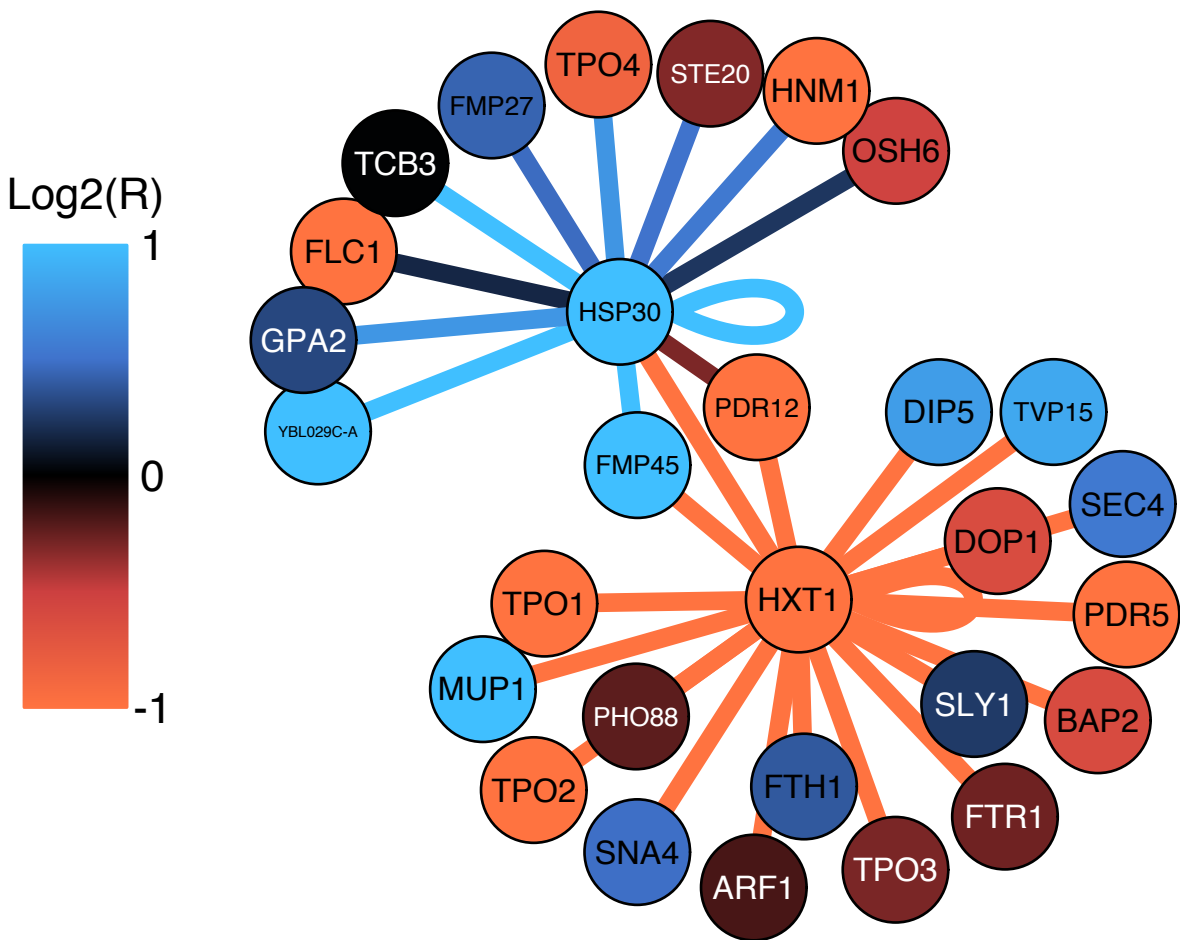 TPO4
STE20
HNM1
FMP27
OSH6
TCB3
Log2(R)
1
FLC1
HSP30
GPA2
PDR12
DIP5
TVP15
YBL029C-A
FMP45
0
SEC4
DOP1
TPO1
HXT1
PDR5
MUP1
-1
PHO88
SLY1
BAP2
TPO2
FTH1
FTR1
SNA4
TPO3
ARF1